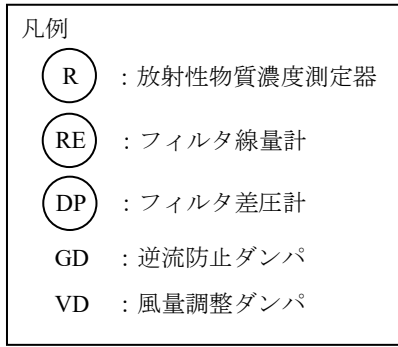 凡例
R ：放射性物質濃度測定器
RE ：フィルタ線量計
DP ：フィルタ差圧計
GD ：逆流防止ダンパ
VD ：風量調整ダンパ